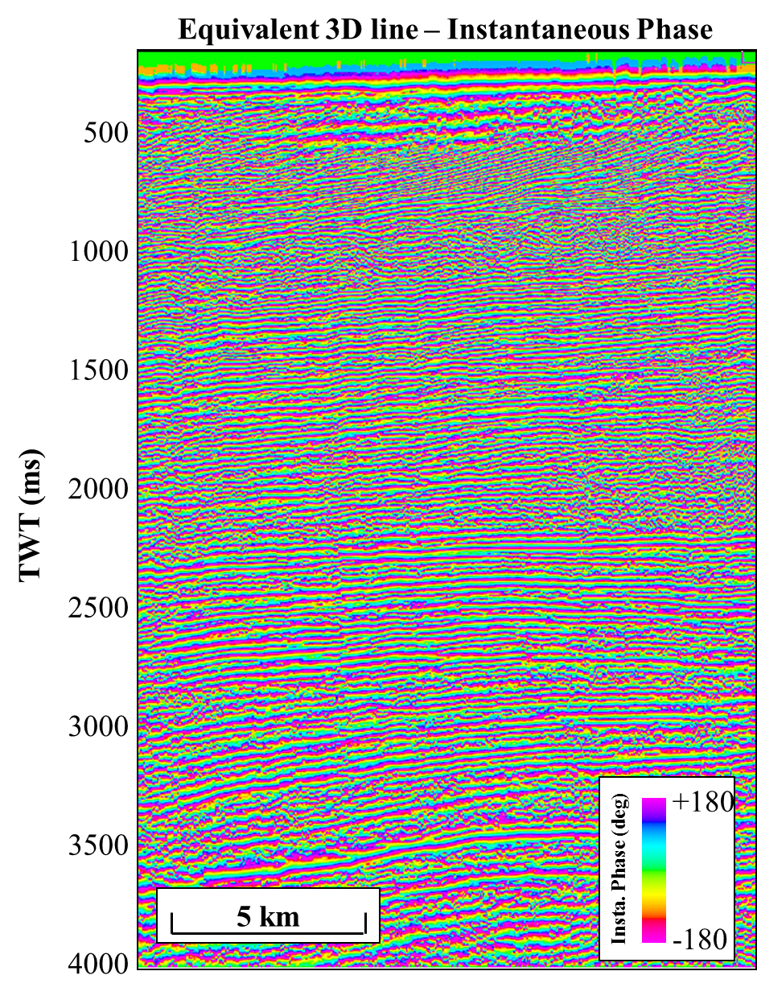 Equivalent 3D line – Instantaneous Phase
500
1000
1500
2000
2500
3000
3500
4000
TWT (ms)
5 km
Insta. Phase (deg)
+180
-180